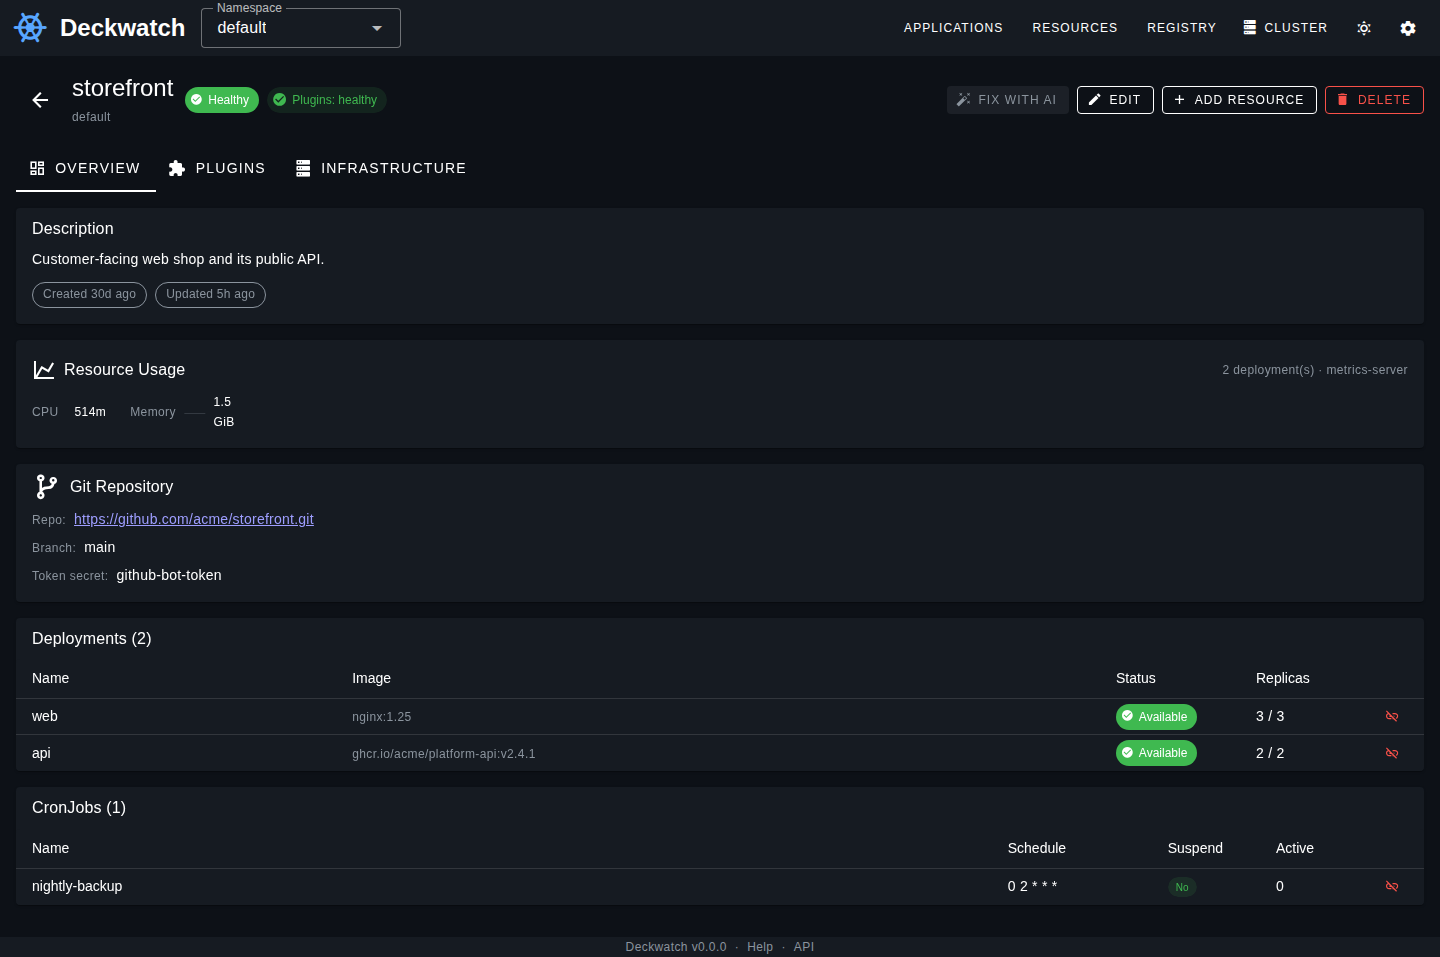 Deckwatch
Namespace
default
APPLICATIONS
RESOURCES
REGISTRY
CLUSTER
storefront
default
Healthy
Plugins: healthy
FIX WITH AI
EDIT
ADD RESOURCE
DELETE
OVERVIEW
PLUGINS
INFRASTRUCTURE
Description
Customer-facing web shop and its public API.
Created 30d ago
Updated 5h ago
Resource Usage
2 deployment(s) · metrics-server
CPU 514m Memory 1.5
GiB
Git Repository
Repo: https://github.com/acme/storefront.git
Branch: main
Token secret: github-bot-token
Deployments (2)
Name Image Status Replicas
web nginx:1.25 Available 3 / 3
api ghcr.io/acme/platform-api:v2.4.1 Available 2 / 2
CronJobs (1)
Name Schedule Suspend Active
nightly-backup 0 2 * * * No 0
Deckwatch v0.0.0 · Help · API